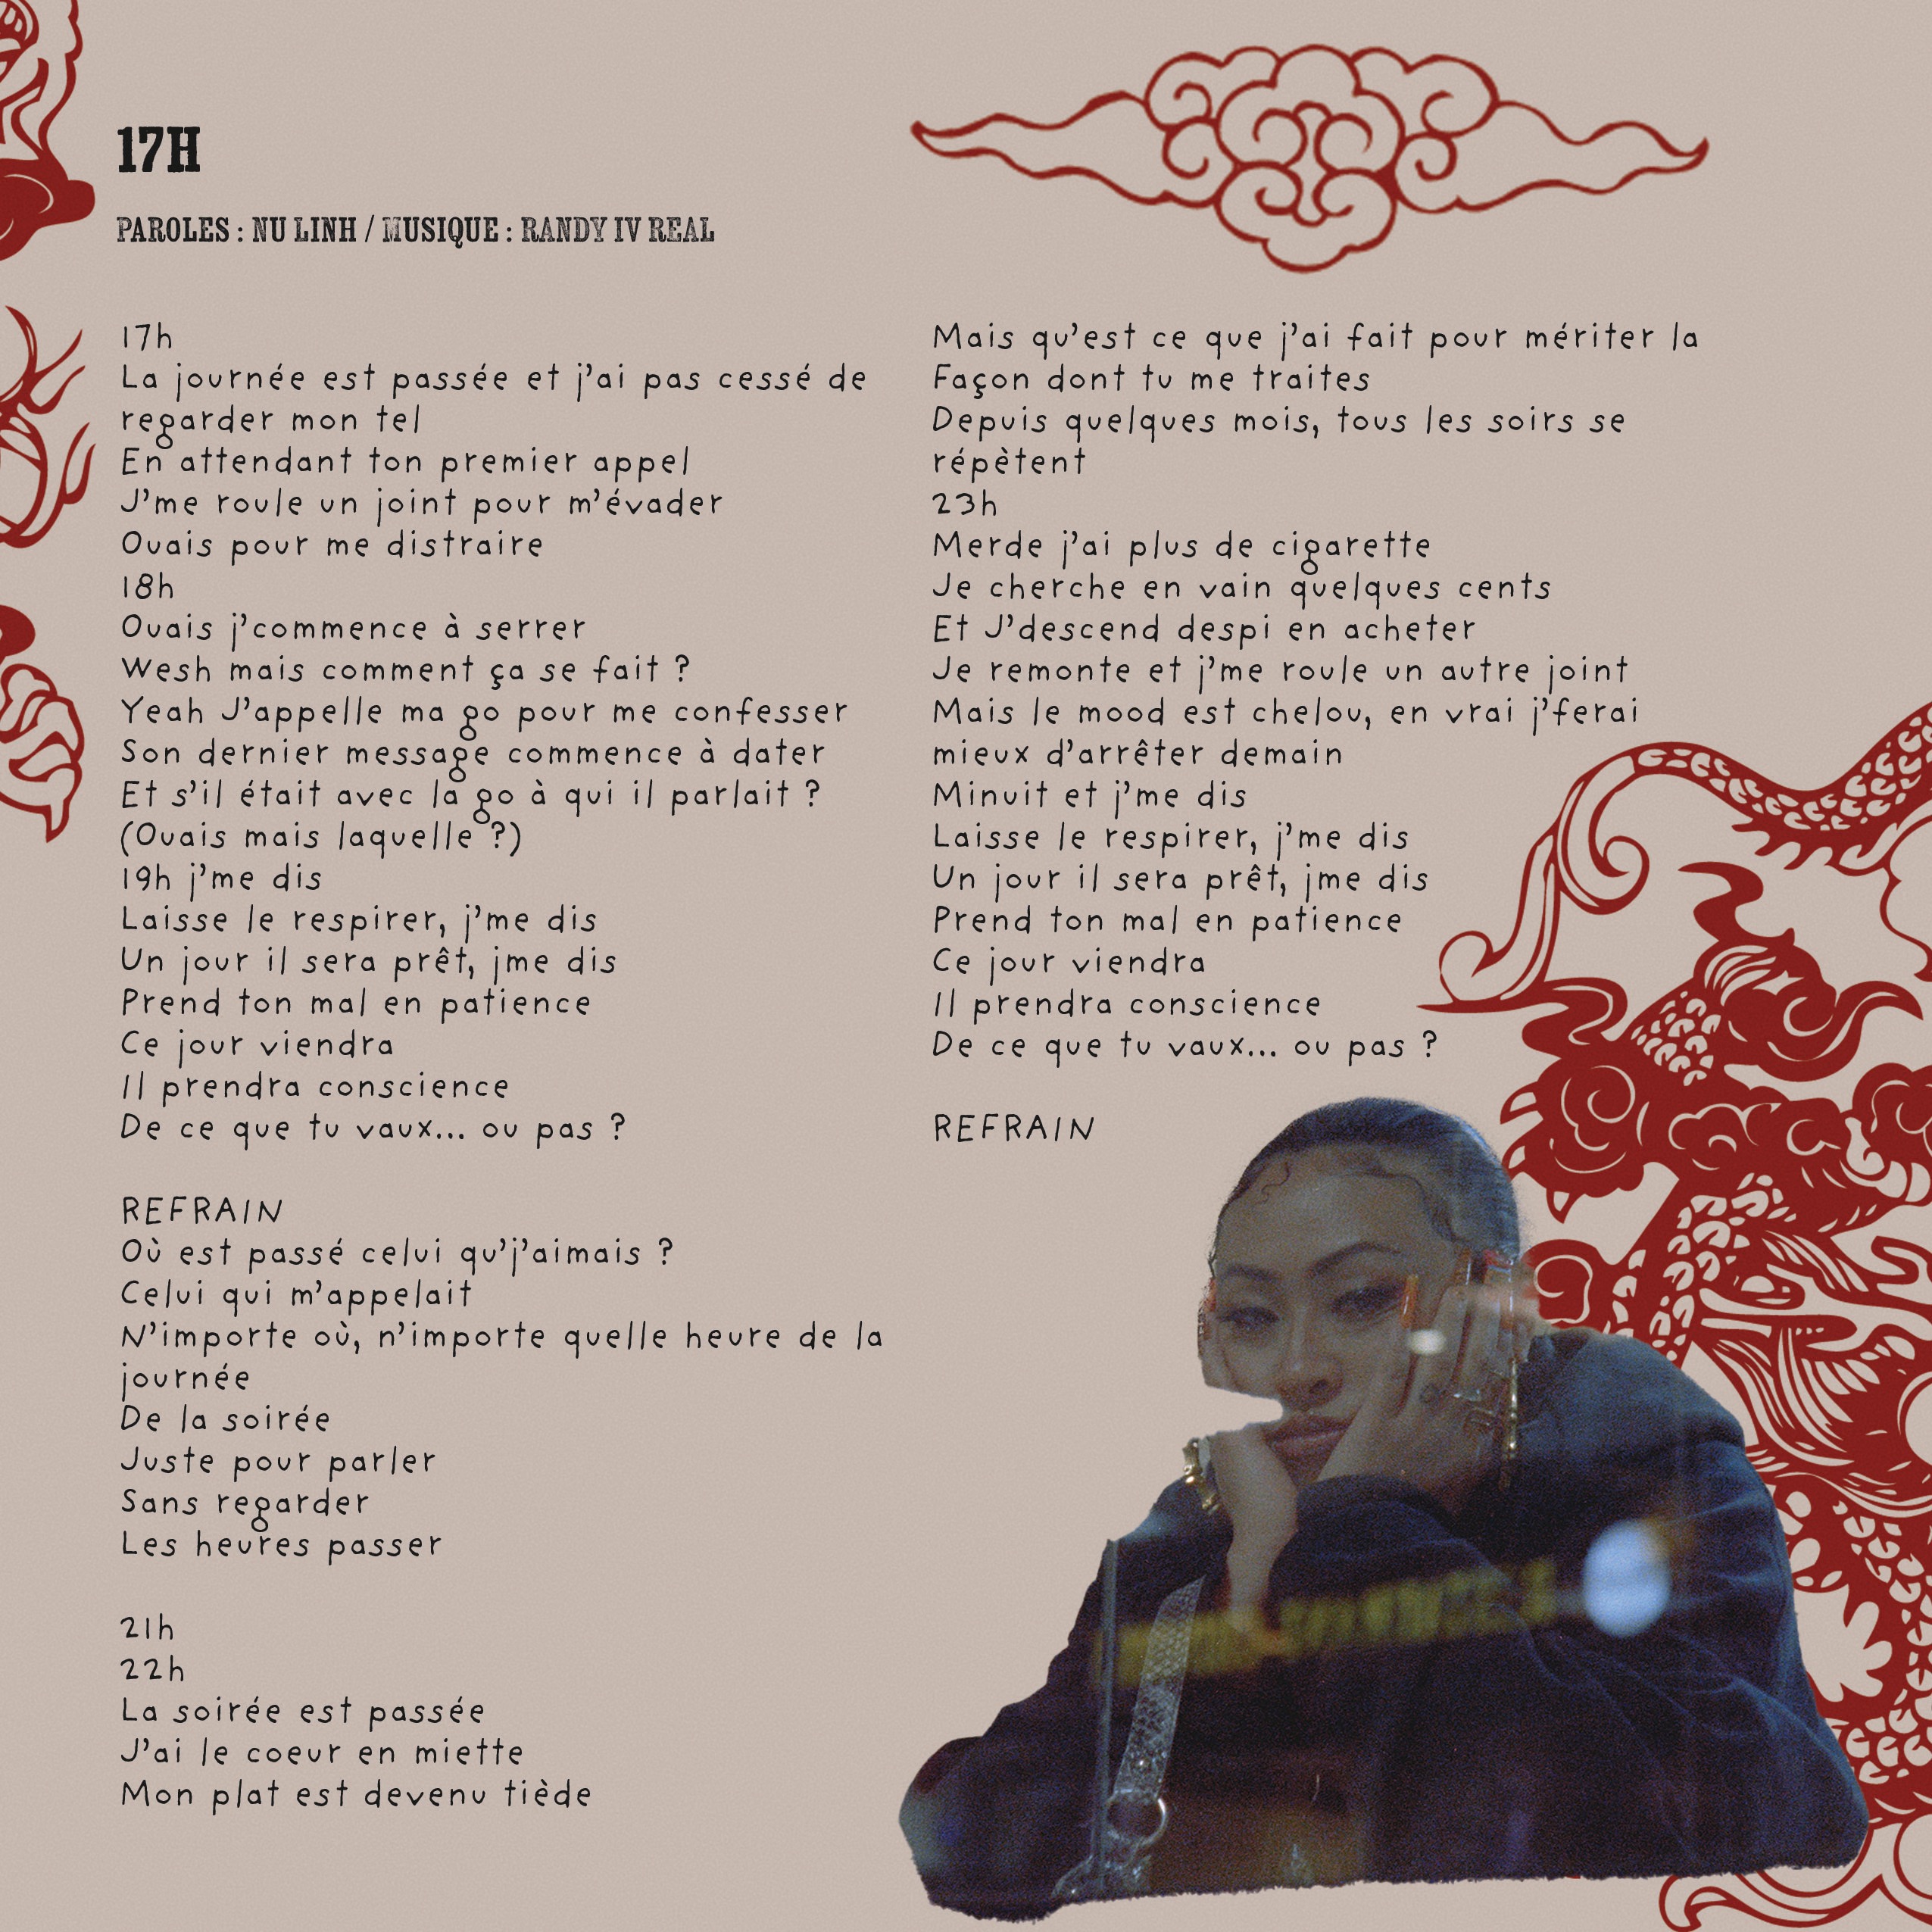 17H
PAROLES : NU LINH / MUSIQUE : RANDY IV REAL
17h
La journée est passée et j'ai pas cessé de
regarder mon tel
En attendant ton premier appel
J'me roule un joint pour m'évader
Ouais pour me distraire
18h
Ouais j'commence à serrer
Wesh mais comment ça se fait ?
Yeah J'appelle ma go pour me confesser
Son dernier message commence à dater
Et s'il était avec la go à qui il parlait ?
(Ouais mais laquelle ?)
19h j'me dis
Laisse le respirer, j'me dis
Un jour il sera prêt, jme dis
Prend ton mal en patience
Ce jour viendra
Il prendra conscience
De ce que tu vaux... ou pas ?
REFRAIN
Où est passé celui qu'j'aimais ?
Celui qui m'appelait
N'importe où, n'importe quelle heure de la
journée
De la soirée
Juste pour parler
Sans regarder
Les heures passer
21h
22h
La soirée est passée
J'ai le coeur en miette
Mon plat est devenu tiède
Mais qu'est ce que j'ai fait pour mériter la
Façon dont tu me traites
Depuis quelques mois, tous les soirs se
répètent
23h
Merde j'ai plus de cigarette
Je cherche en vain quelques cents
Et J'descend despi en acheter
Je remonte et j'me roule un autre joint
Mais le mood est chelou, en vrai j'ferai
mieux d'arrêter demain
Minuit et j'me dis
Laisse le respirer, j'me dis
Un jour il sera prêt, jme dis
Prend ton mal en patience
Ce jour viendra
Il prendra conscience
De ce que tu vaux... ou pas ?
REFRAIN